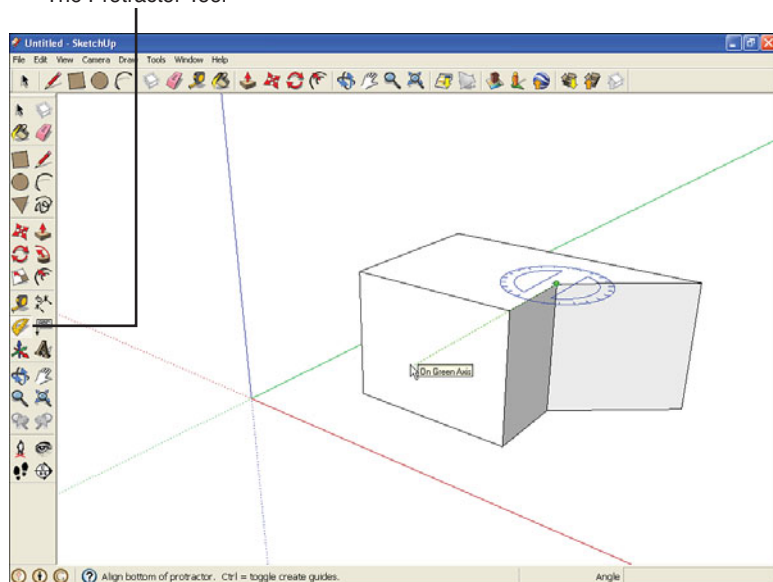 The Protractor Tool
Untitled - SketchUp
File Edit View Camera Draw Tools Window Help
On Green Axis
Align bottom of protractor. Ctrl = toggle create guides.
Angle